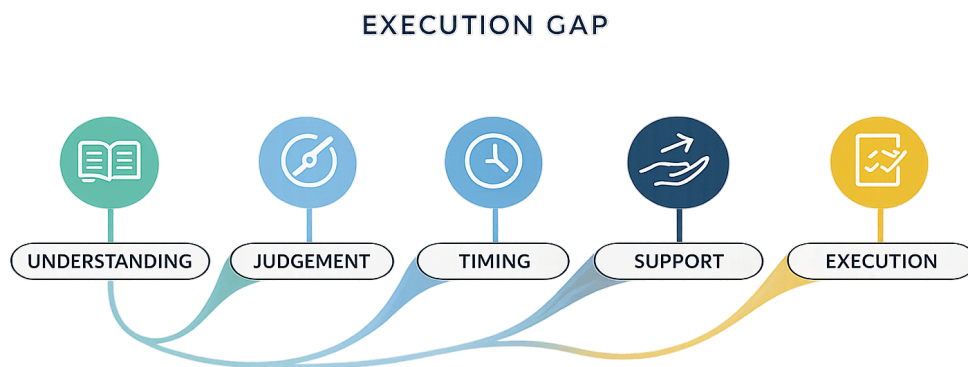 EXECUTION GAP
UNDERSTANDING
JUDGEMENT
TIMING
SUPPORT
EXECUTION